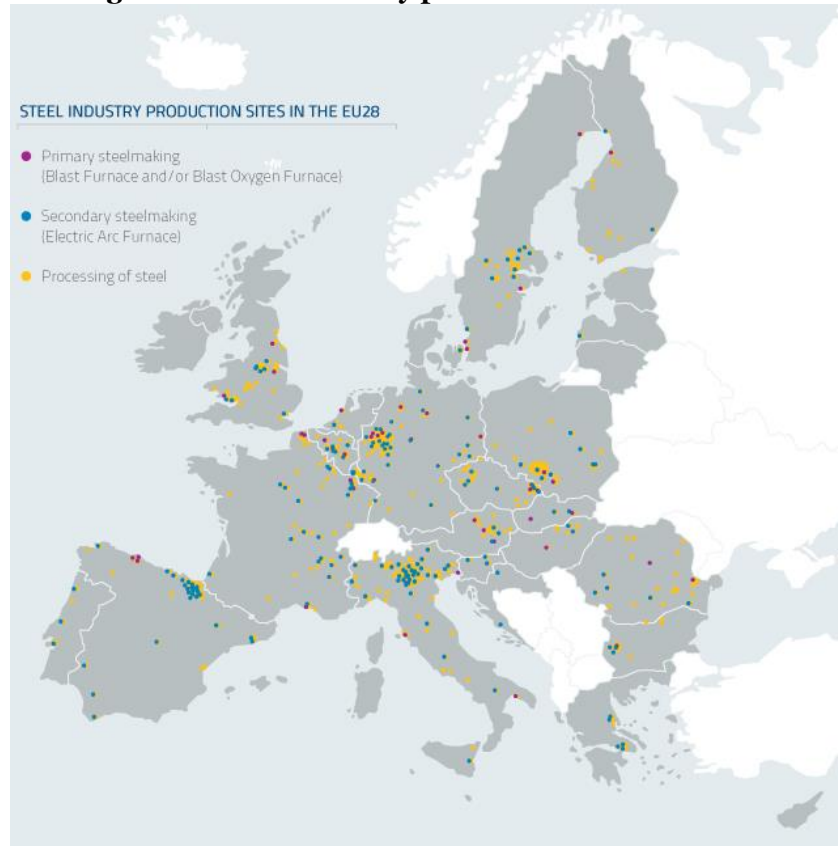 STEEL INDUSTRY PRODUCTION SITES IN THE EU28
Primary steelmaking
(Blast Furnace and/or Blast Oxygen Furnace)
Secondary steelmaking
(Electric Arc Furnace)
Processing of steel